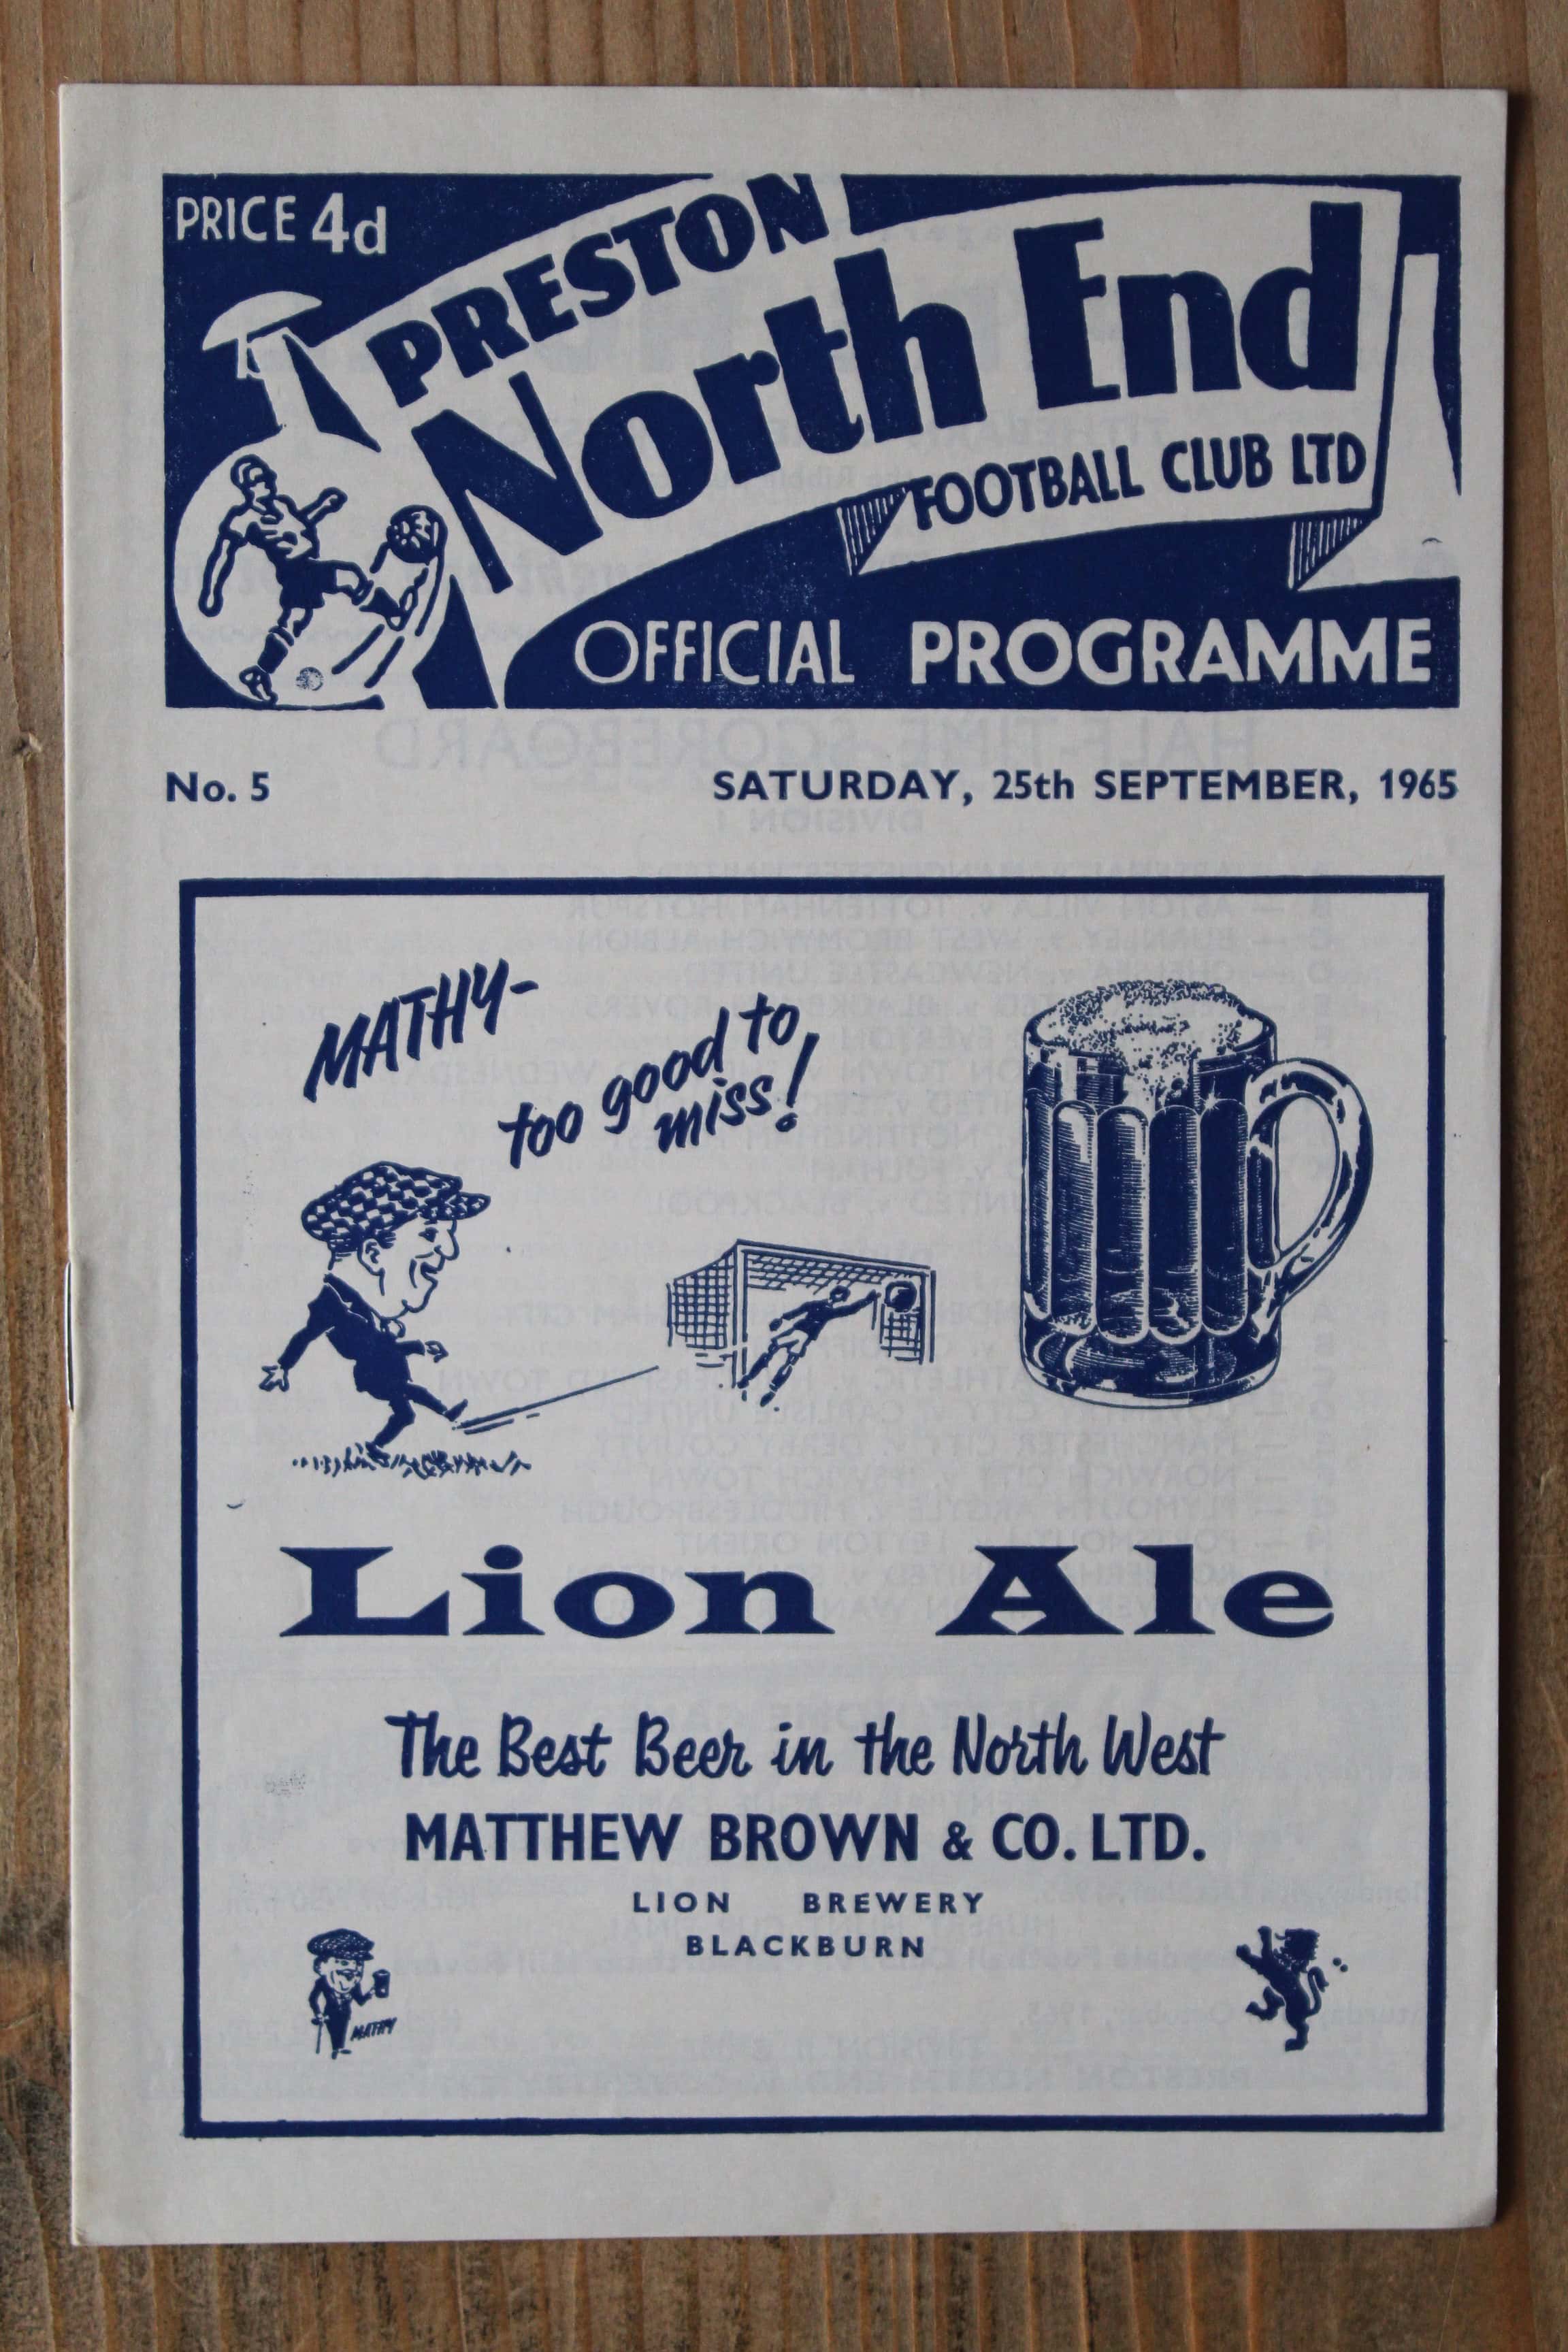 PRICE 4d
PRESTON
North End
FOOTBALL CLUB LTD
OFFICIAL PROGRAMME
No. 5
SATURDAY, 25th SEPTEMBER, 1965
MATHY-
too good to
miss!
Lion Ale
The Best Beer in the North West
MATTHEW BROWN & CO. LTD.
LION BREWERY
BLACKBURN
MATHY